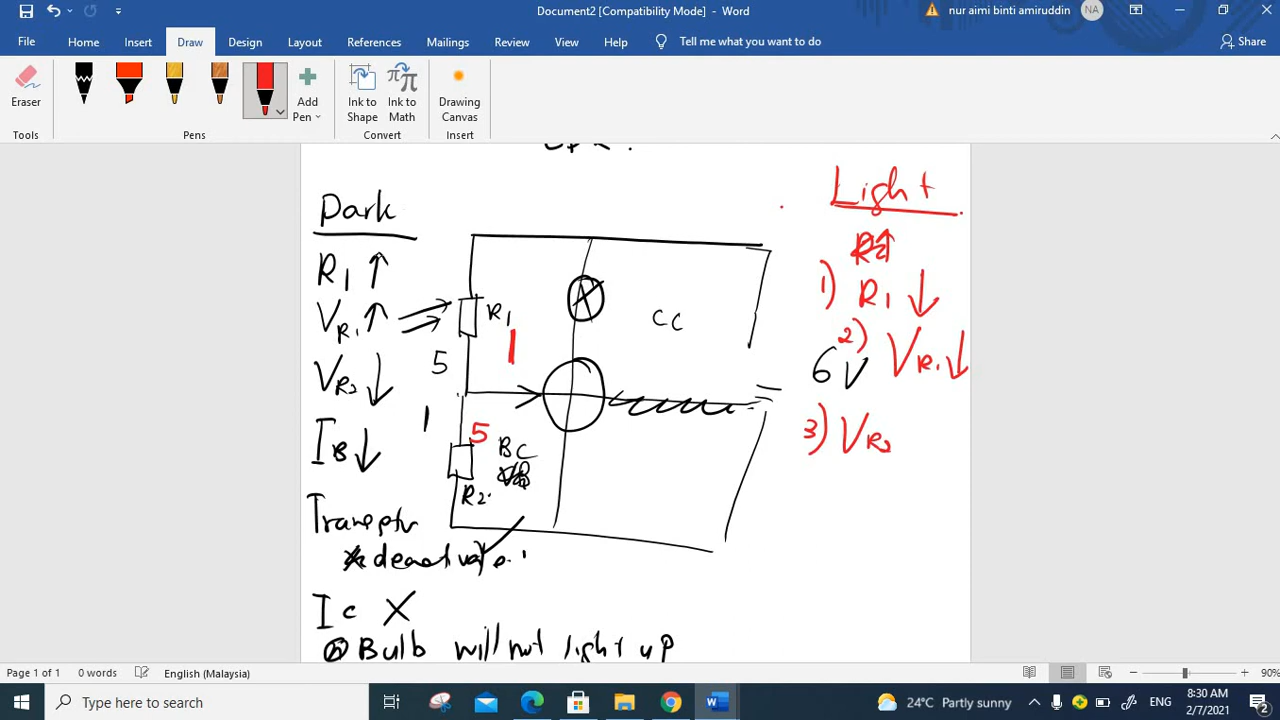 Document2 [Compatibility Mode] - Word
nur aimi binti amiruddin
NA
File
Home
Insert
Draw
Design
Layout
References
Mailings
Review
View
Help
Tell me what you want to do
Share
Eraser
Add
Pen
Ink to
Shape
Ink to
Math
Drawing
Canvas
Tools
Pens
Convert
Insert
Dark
R1 ↑
VR1 ↑
VR2 ↓
IB ↓
deactivate
Ic X
Bulb will not light up
R1
5
1
1
5
BC
R2
CC
6V
Light
1) R1 ↓
2) VR1 ↓
3) VR2
Page 1 of 1
0 words
English (Malaysia)
90%
Type here to search
24°C Partly sunny
ENG
8:30 AM
2/7/2021
2